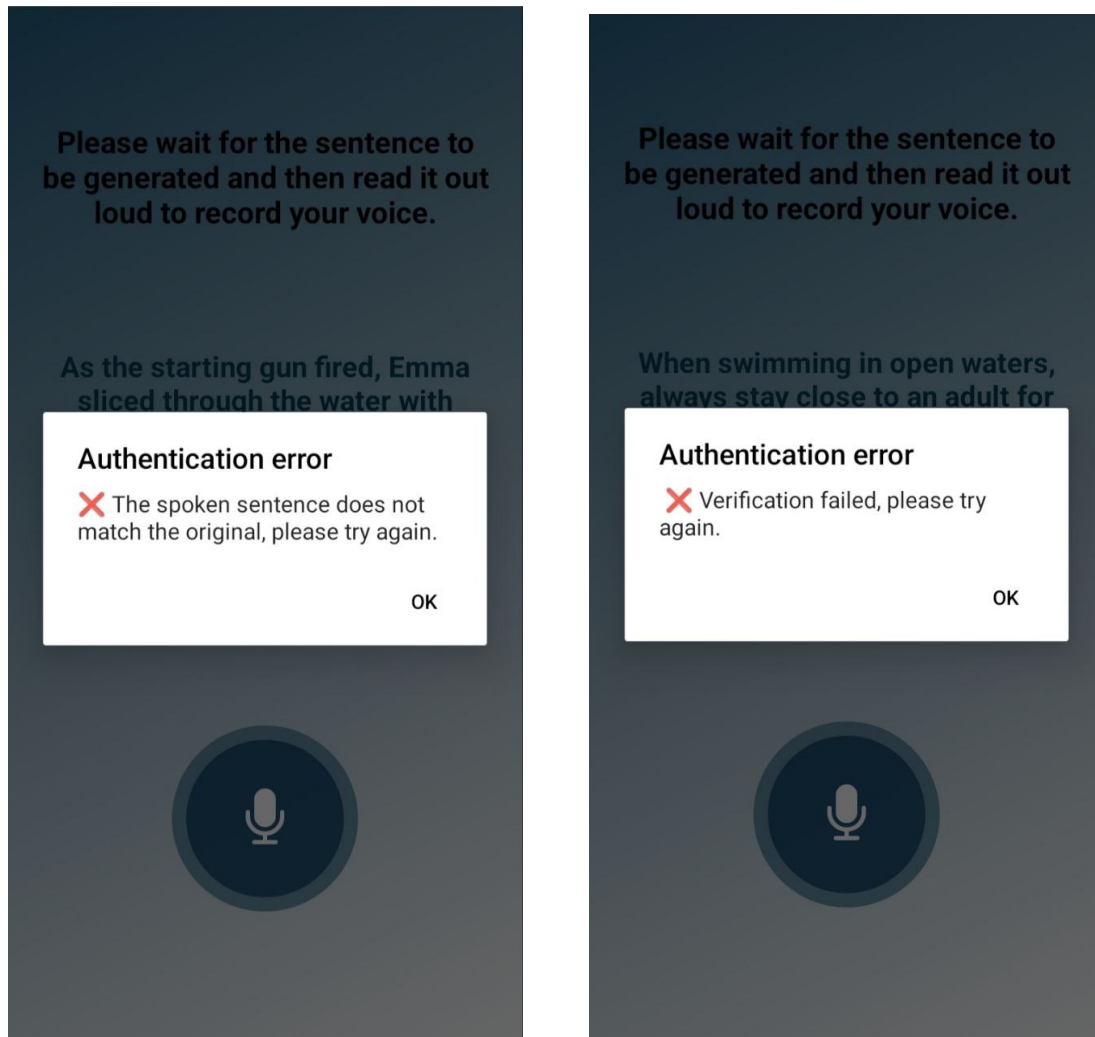 Please wait for the sentence to
be generated and then read it out
loud to record your voice.
As the starting gun fired, Emma
sliced through the water with
Authentication error
❌ The spoken sentence does not
match the original, please try again.
OK
Please wait for the sentence to
be generated and then read it out
loud to record your voice.
When swimming in open waters,
always stay close to an adult for
Authentication error
❌ Verification failed, please try
again.
OK